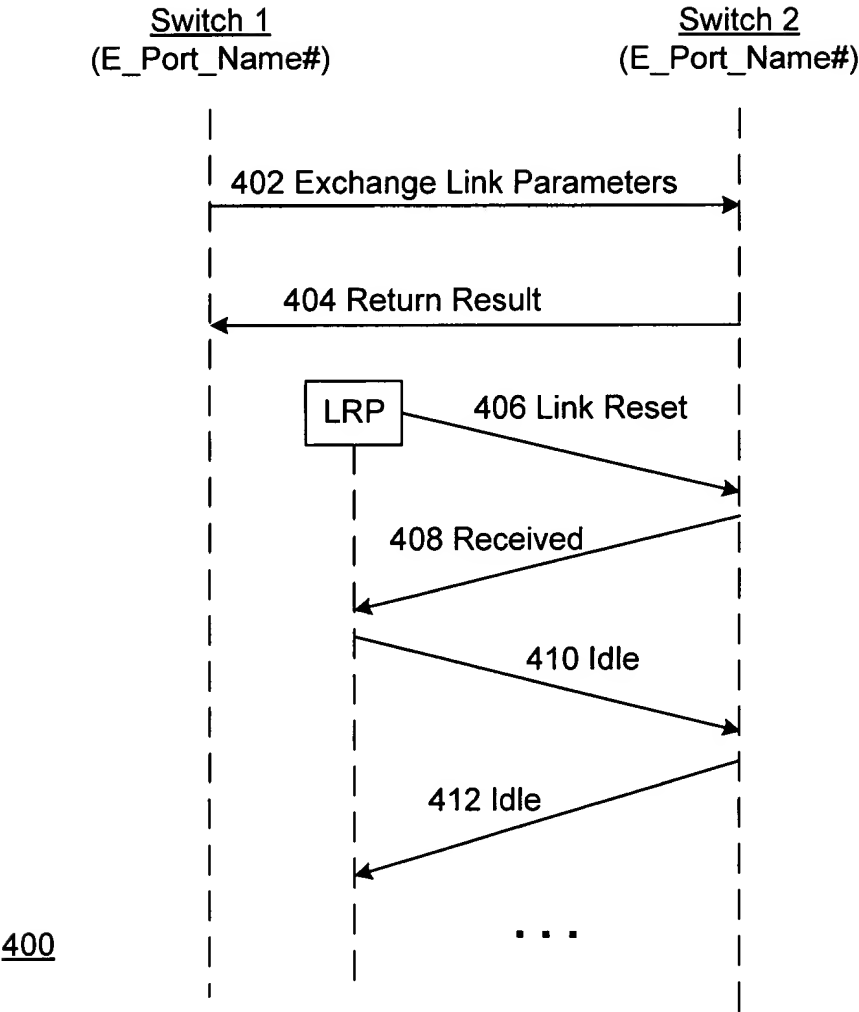 Switch 1
(E_Port_Name#)
Switch 2
(E_Port_Name#)
402 Exchange Link Parameters
404 Return Result
LRP
406 Link Reset
408 Received
410 Idle
412 Idle
. . .
400